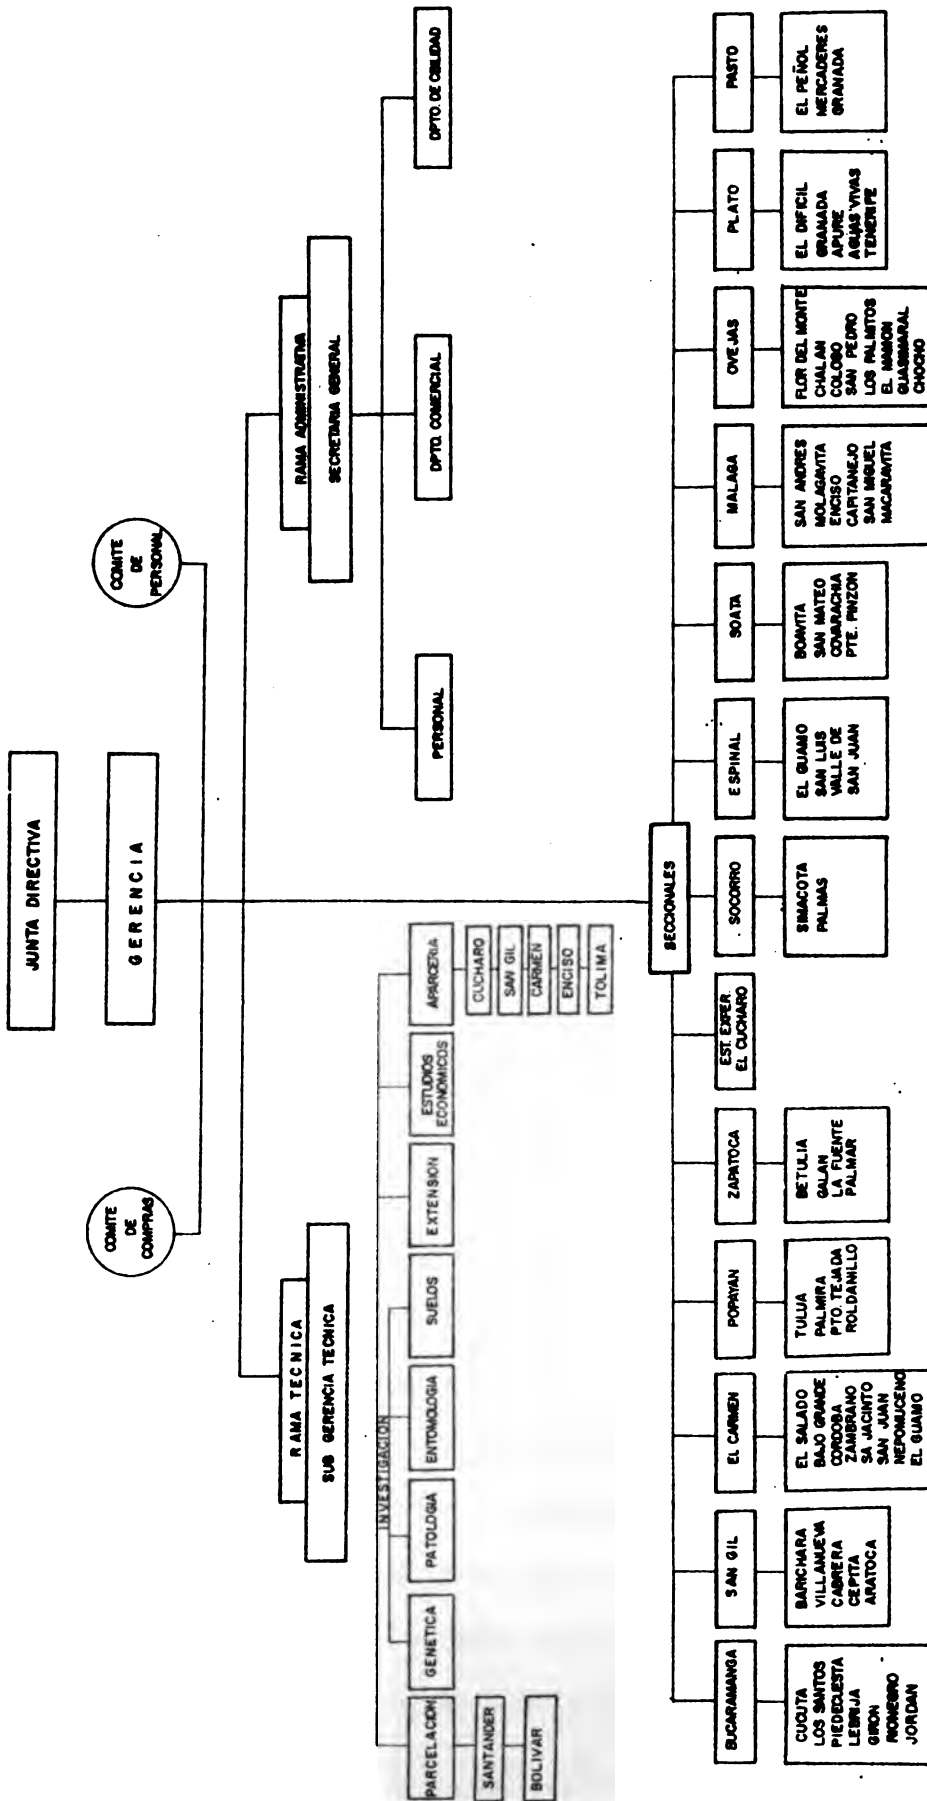 JUNTA DIRECTIVA
GERENCIA
COMITE
DE
COMPRAS
COMITE
DE
PERSONAL
RAMA TECNICA
SUB GERENCIA TECNICA
RAMA ADMINISTRATIVA
SECRETARIA GENERAL
INVESTIGACION
PARCELACION
GENETICA
PATOLOGIA
ENTOMOLOGIA
SUELOS
EXTENSION
ESTUDIOS
ECONOMICOS
APARCERIA
SANTANDER
BOLIVAR
CUCHARO
SAN GIL
CARMEN
ENCISO
TOLIMA
PERSONAL
DPTO. COMERCIAL
DPTO. DE CBLIDAD
SECCIONALES
BUCARAMANGA
CUCUTA
LOS SANTOS
PIEDECUESTA
LEBRIJA
GIRON
RIONEGRO
JORDAN
SAN GIL
BARICHARA
VILLANUEVA
CABRERA
CEPITA
ARATOCA
EL CARMEN
EL SALADO
BAJO GRANDE
CORDOBA
ZAMBRANO
SA JACINTO
SAN JUAN
NEPOMUCENO
EL GUAMO
POPAYAN
TULUA
PALMIRA
PTO. TEJADA
ROLDANILLO
ZAPATOCA
BETULIA
GALAN
LA FUENTE
PALMAR
EST. EXPER.
EL CUCHARO
SOCORRO
SIMACOTA
PALMAS
ESPINAL
EL GUAMO
SAN LUIS
VALLE DE
SAN JUAN
SOATA
BOAVITA
SAN MATEO
COVARACHIA
PTE. PINZON
MALAGA
SAN ANDRES
MOLAGAVITA
ENCISO
CAPITANEJO
SAN MIGUEL
MACARAVITA
OVEJAS
FLOR DEL MONTE
CHALAN
COLOSO
SAN PEDRO
LOS PALMITOS
EL MAMON
GUASIMARAL
CHOCHO
PLATO
EL DIFICIL
GRANADA
APURE
AGUAS VIVAS
TENERIFE
PASTO
EL PEÑOL
MERCADERES
GRANADA